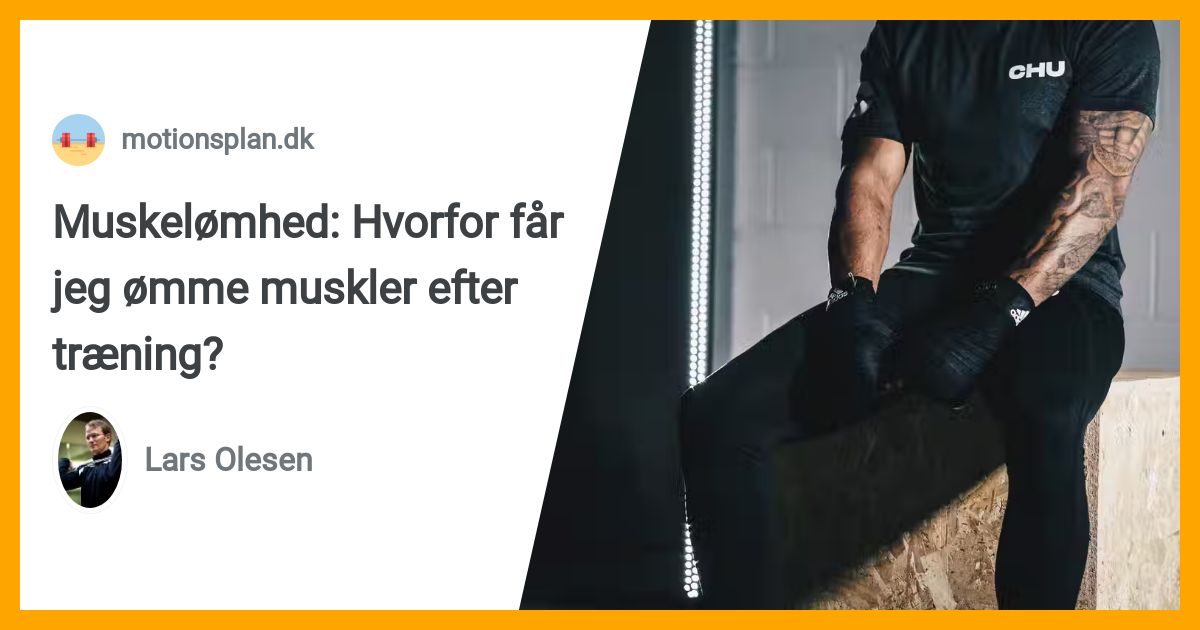 motionsplan.dk
Muskelømhed: Hvorfor får
jeg ømme muskler efter
træning?
Lars Olesen
CHU